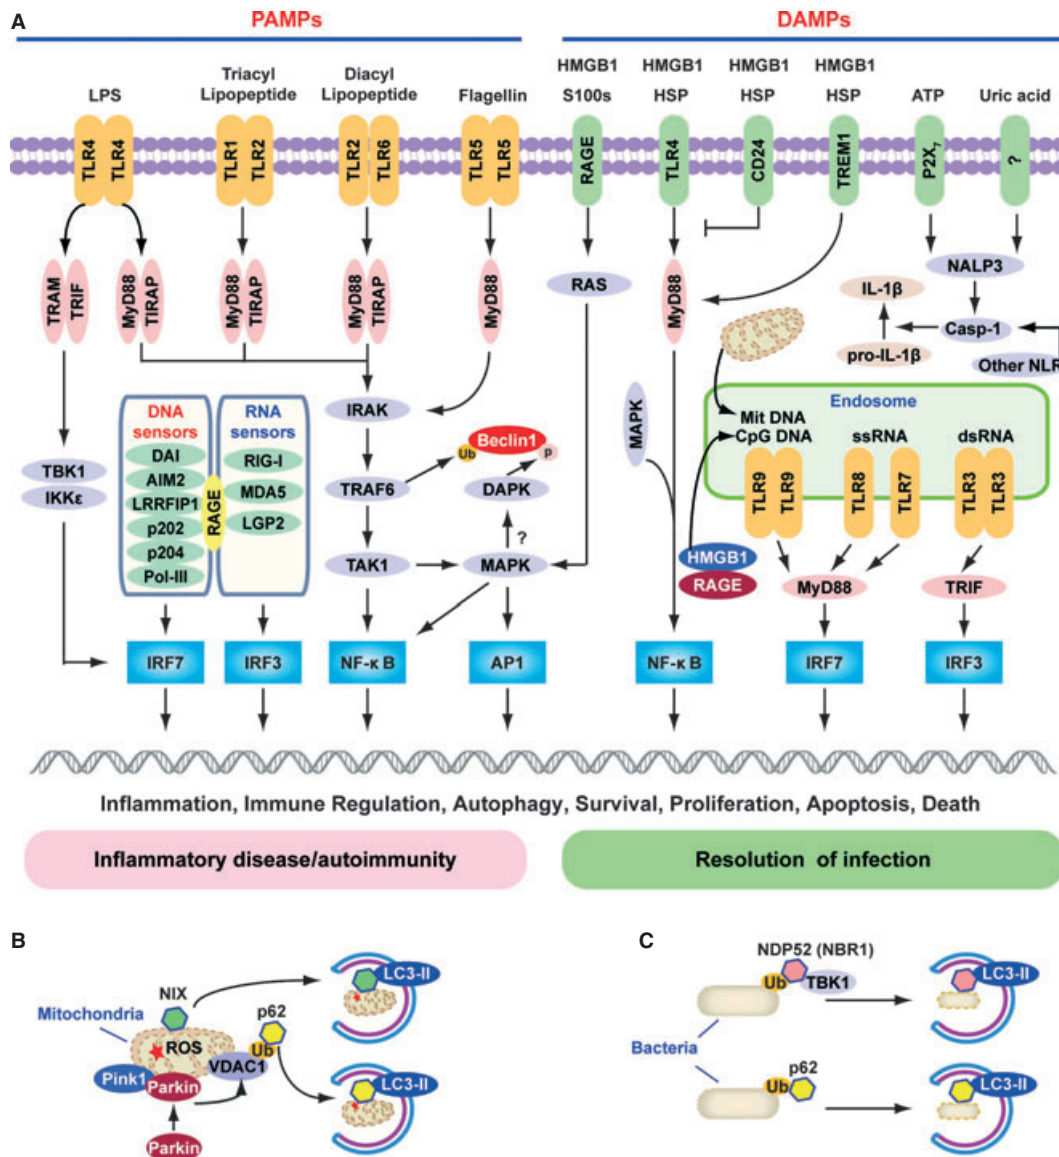 A
PAMPs
DAMPs
LPS
Triacyl
Lipopeptide
Diacyl
Lipopeptide
Flagellin
HMGB1
S100s
HMGB1
HSP
HMGB1
HSP
HMGB1
HSP
ATP
Uric acid
TLR4
TLR4
TLR1
TLR2
TLR2
TLR6
TLR5
TLR5
RAGE
TLR4
CD24
TREM1
P2X7
?
TRAM
TRIF
MyD88
TIRAP
MyD88
TIRAP
MyD88
TIRAP
MyD88
RAS
MyD88
NALP3
IL-1β
Casp-1
pro-IL-1β
Other NLR
DNA
sensors
DAI
AIM2
LRRFIP1
p202
p204
Pol-III
RAGE
RNA
sensors
RIG-I
MDA5
LGP2
IRAK
Beclin1
Ub
p
TBK1
IKKε
TRAF6
DAPK
?
TAK1
MAPK
MAPK
Endosome
Mit DNA
CpG DNA
ssRNA
dsRNA
TLR9
TLR9
TLR8
TLR7
TLR3
TLR3
HMGB1
RAGE
MyD88
TRIF
IRF7
IRF3
NF-κ B
AP1
NF-κ B
IRF7
IRF3
Inflammation, Immune Regulation, Autophagy, Survival, Proliferation, Apoptosis, Death
Inflammatory disease/autoimmunity
Resolution of infection
B
NIX
Mitochondria
ROS
p62
Ub
VDAC1
Pink1
Parkin
Parkin
LC3-II
LC3-II
C
NDP52 (NBR1)
Ub
TBK1
LC3-II
Bacteria
p62
Ub
LC3-II